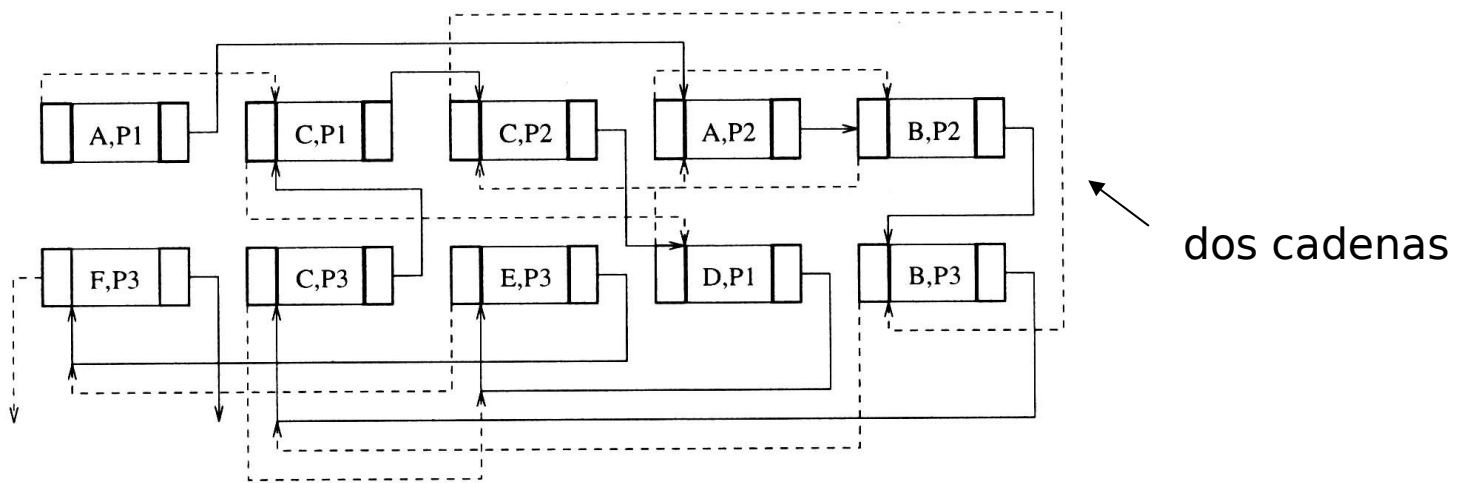 A,P1
C,P1
C,P2
A,P2
B,P2
F,P3
C,P3
E,P3
D,P1
B,P3
dos cadenas